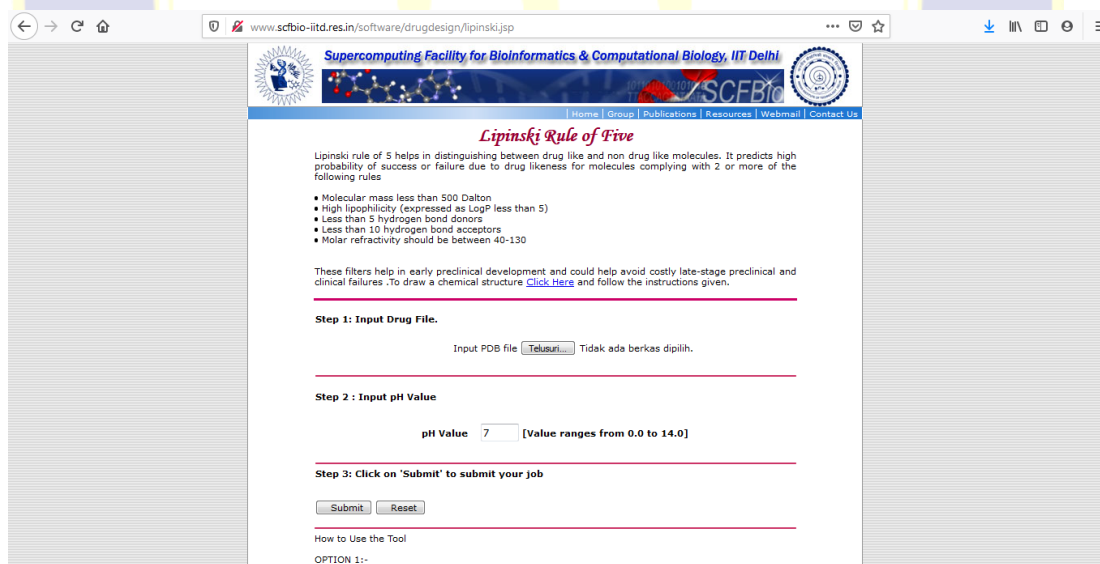 www.scfbio-iitd.res.in/software/drugdesign/lipinski.jsp
Supercomputing Facility for Bioinformatics & Computational Biology, IIT Delhi
SCFBio
| Home | Group | Publications | Resources | Webmail | Contact Us
Lipinski Rule of Five
Lipinski rule of 5 helps in distinguishing between drug like and non drug like molecules. It predicts high
probability of success or failure due to drug likeness for molecules complying with 2 or more of the
following rules
• Molecular mass less than 500 Dalton
• High lipophilicity (expressed as LogP less than 5)
• Less than 5 hydrogen bond donors
• Less than 10 hydrogen bond acceptors
• Molar refractivity should be between 40-130
These filters help in early preclinical development and could help avoid costly late-stage preclinical and
clinical failures .To draw a chemical structure Click Here and follow the instructions given.
Step 1: Input Drug File.
Input PDB file Telusuri... Tidak ada berkas dipilih.
Step 2 : Input pH Value
pH Value 7 [Value ranges from 0.0 to 14.0]
Step 3: Click on 'Submit' to submit your job
Submit Reset
How to Use the Tool
OPTION 1:-